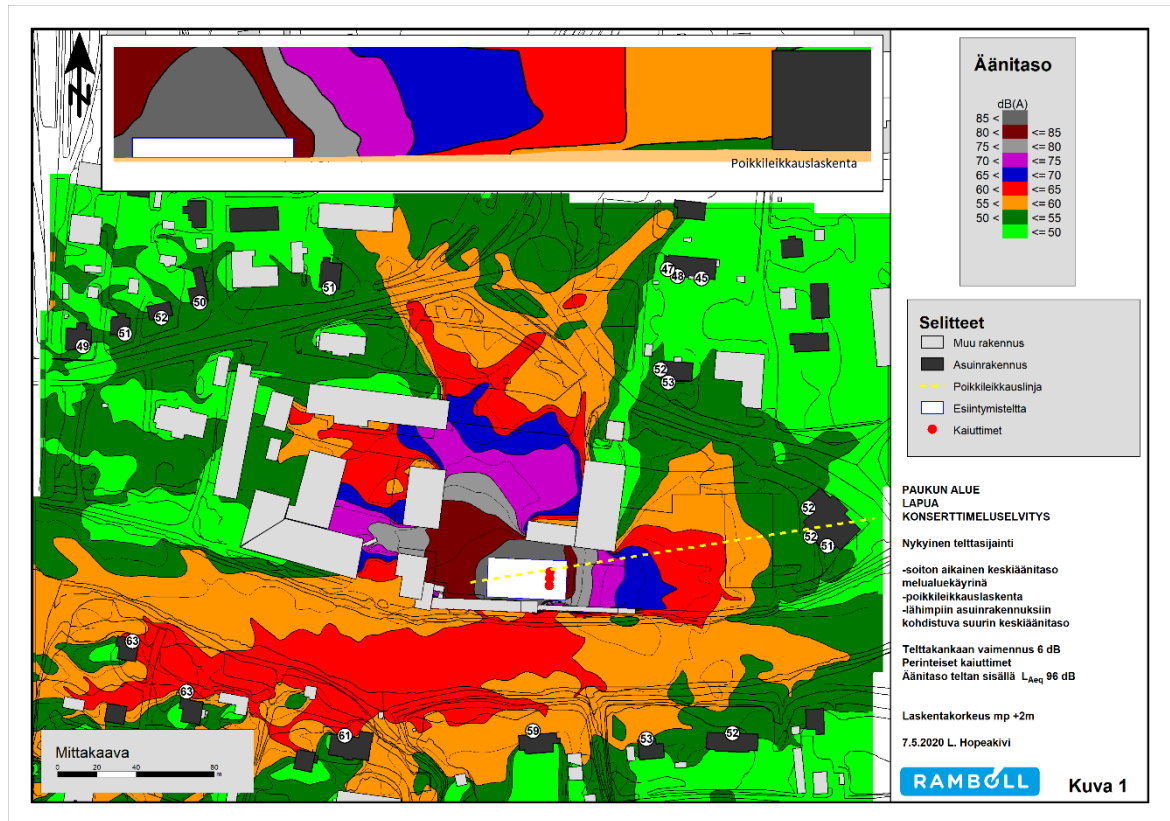 N
Poikkileikkauslaskenta
Äänitaso
dB(A)
85 <
80 < <= 85
75 < <= 80
70 < <= 75
65 < <= 70
60 < <= 65
55 < <= 60
50 < <= 55
<= 50
Selitteet
Muu rakennus
Asuinrakennus
Poikkileikkauslinja
Esiintymisteltta
Kaiuttimet
PAUKUN ALUE
LAPUA
KONSERTTIMELUSELVITYS
Nykyinen telttasijainti
-soiton aikainen keskiäänitaso
melualuekäyrinä
-poikkileikkauslaskenta
-lähimpiin asuinrakennuksiin
kohdistuva suurin keskiäänitaso
Telttakankaan vaimennus 6 dB
Perinteiset kaiuttimet
Äänitaso teltan sisällä LAeq 96 dB
Laskentakorkeus mp +2m
7.5.2020 L. Hopeakivi
RAMBOLL
Kuva 1
47
48
45
50
51
52
51
49
52
53
52
52
51
63
63
61
59
53
52
Mittakaava
0 20 40 80
m